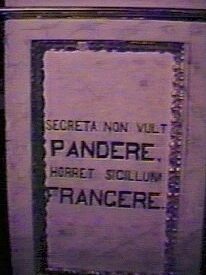 SECRETA NON VULT
PANDERE.
HORRET SIGILLUM
FRANGERE.